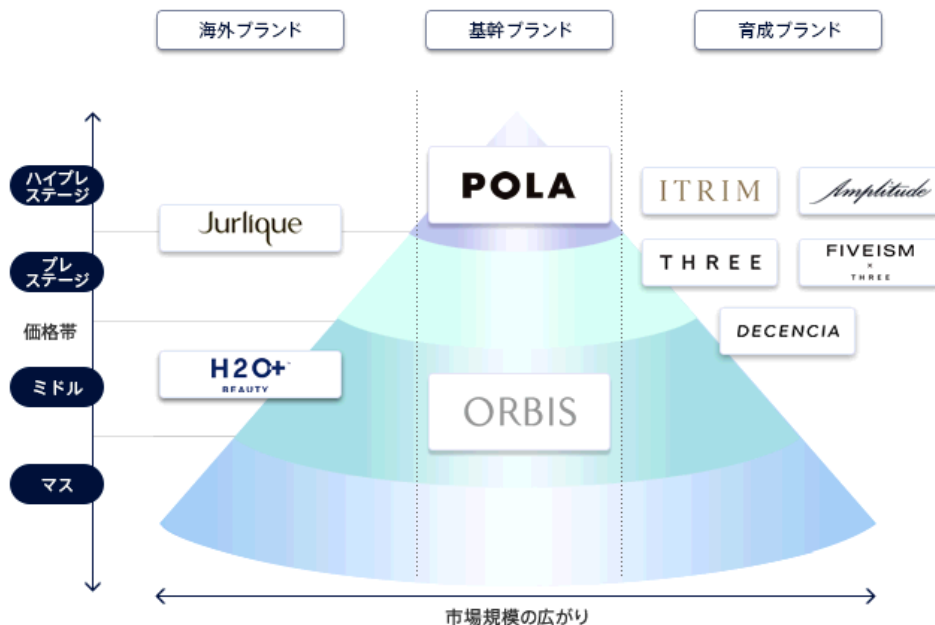 海外ブランド
基幹ブランド
育成ブランド
ハイプレ
ステージ
POLA
ITRIM
Amplitude
Jurlique
プレ
ステージ
THREE
FIVEISM
×
THREE
価格帯
DECENCIA
ミドル
H2O+™
BEAUTY
ORBIS
マス
市場規模の広がり